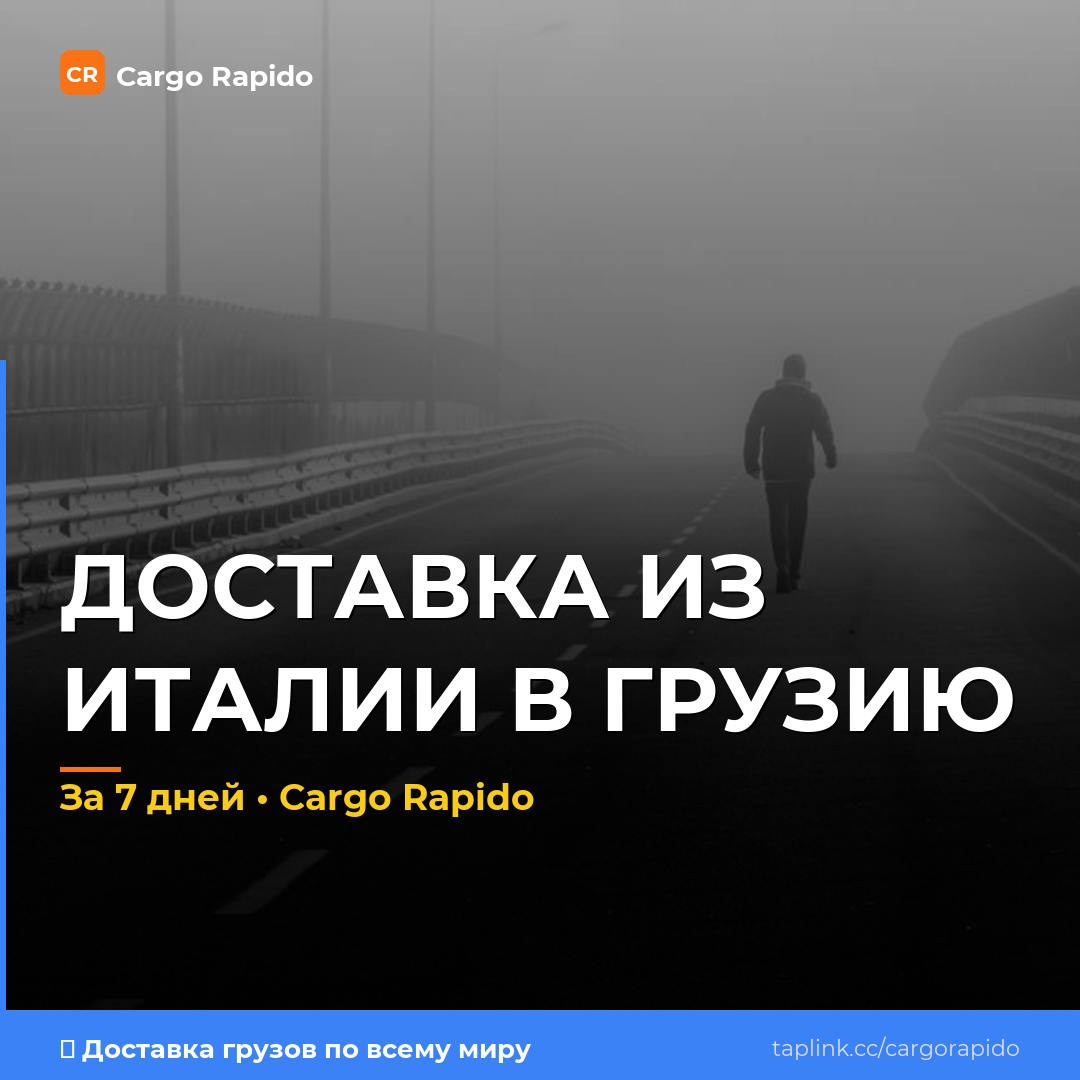 CR Cargo Rapido
ДОСТАВКА ИЗ
ИТАЛИИ В ГРУЗИЮ
За 7 дней • Cargo Rapido
Доставка грузов по всему миру
taplink.cc/cargorapido